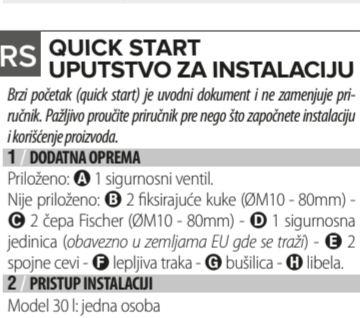 RS QUICK START
UPUTSTVO ZA INSTALACIJU
Brzi početak (quick start) je uvodni dokument i ne zamenjuje pri-
ručnik. Pažljivo proučite priručnik pre nego što započnete instalaciju
i korišćenje proizvoda.
1 / DODATNA OPREMA
Priloženo: A 1 sigurnosni ventil.
Nije priloženo: B 2 fiksirajuće kuke (ØM10 - 80mm) -
C 2 čepa Fischer (ØM10 - 80mm) - D 1 sigurnosna
jedinica (obavezno u zemljama EU gde se traži) - E 2
spojne cevi - F lepljiva traka - G bušilica - H libela.
2 / PRISTUP INSTALACIJI
Model 30 l: jedna osoba